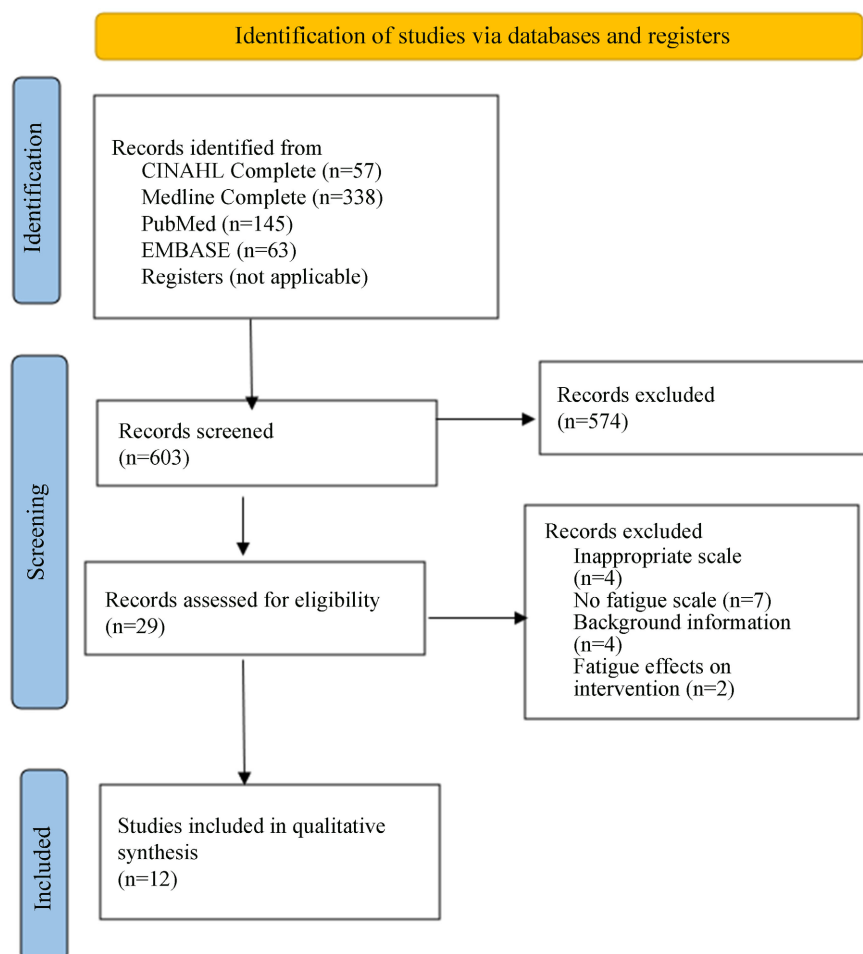 Identification of studies via databases and registers
Identification
Records identified from
CINAHL Complete (n=57)
Medline Complete (n=338)
PubMed (n=145)
EMBASE (n=63)
Registers (not applicable)
Screening
Records screened
(n=603)
Records excluded
(n=574)
Records assessed for eligibility
(n=29)
Records excluded
Inappropriate scale
(n=4)
No fatigue scale (n=7)
Background information
(n=4)
Fatigue effects on
intervention (n=2)
Included
Studies included in qualitative
synthesis
(n=12)